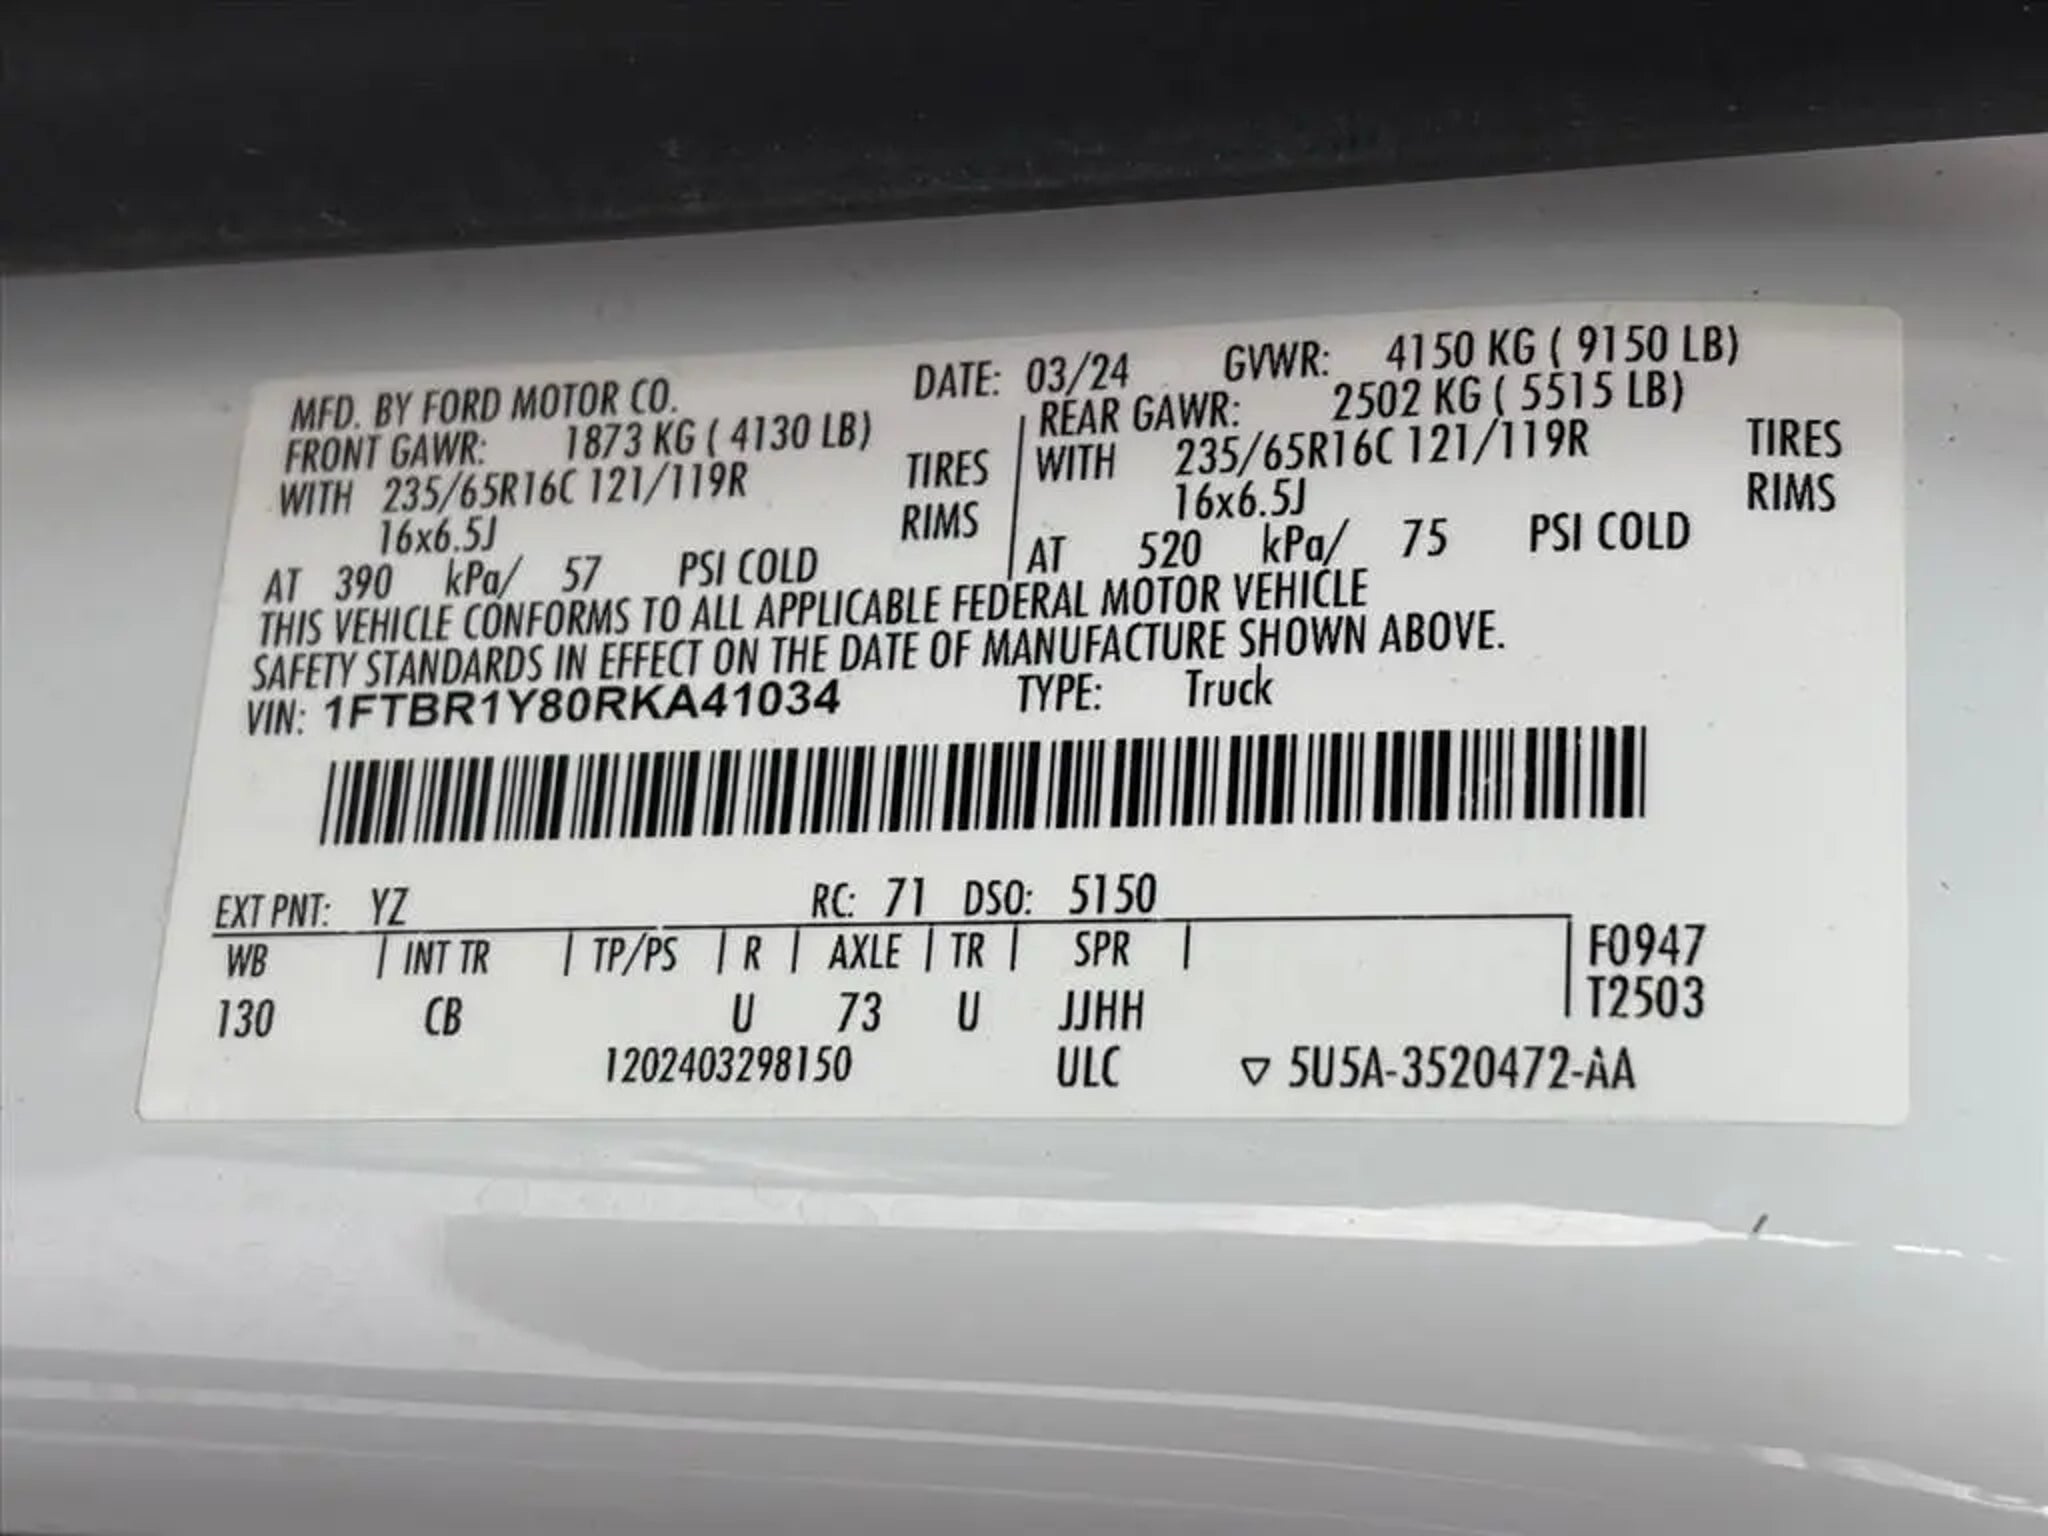 MFD. BY FORD MOTOR CO. DATE: 03/24 GVWR: 4150 KG ( 9150 LB)
FRONT GAWR: 1873 KG ( 4130 LB) | REAR GAWR: 2502 KG ( 5515 LB)
WITH 235/65R16C 121/119R TIRES | WITH 235/65R16C 121/119R TIRES
16x6.5J RIMS | 16x6.5J RIMS
AT 390 kPa/ 57 PSI COLD | AT 520 kPa/ 75 PSI COLD
THIS VEHICLE CONFORMS TO ALL APPLICABLE FEDERAL MOTOR VEHICLE
SAFETY STANDARDS IN EFFECT ON THE DATE OF MANUFACTURE SHOWN ABOVE.
VIN: 1FTBR1Y80RKA41034 TYPE: Truck
EXT PNT: YZ RC: 71 DSO: 5150
WB | INT TR | TP/PS | R | AXLE | TR | SPR | F0947
130 CB U 73 U JJHH T2503
1202403298150 ULC ▽ 5U5A-3520472-AA